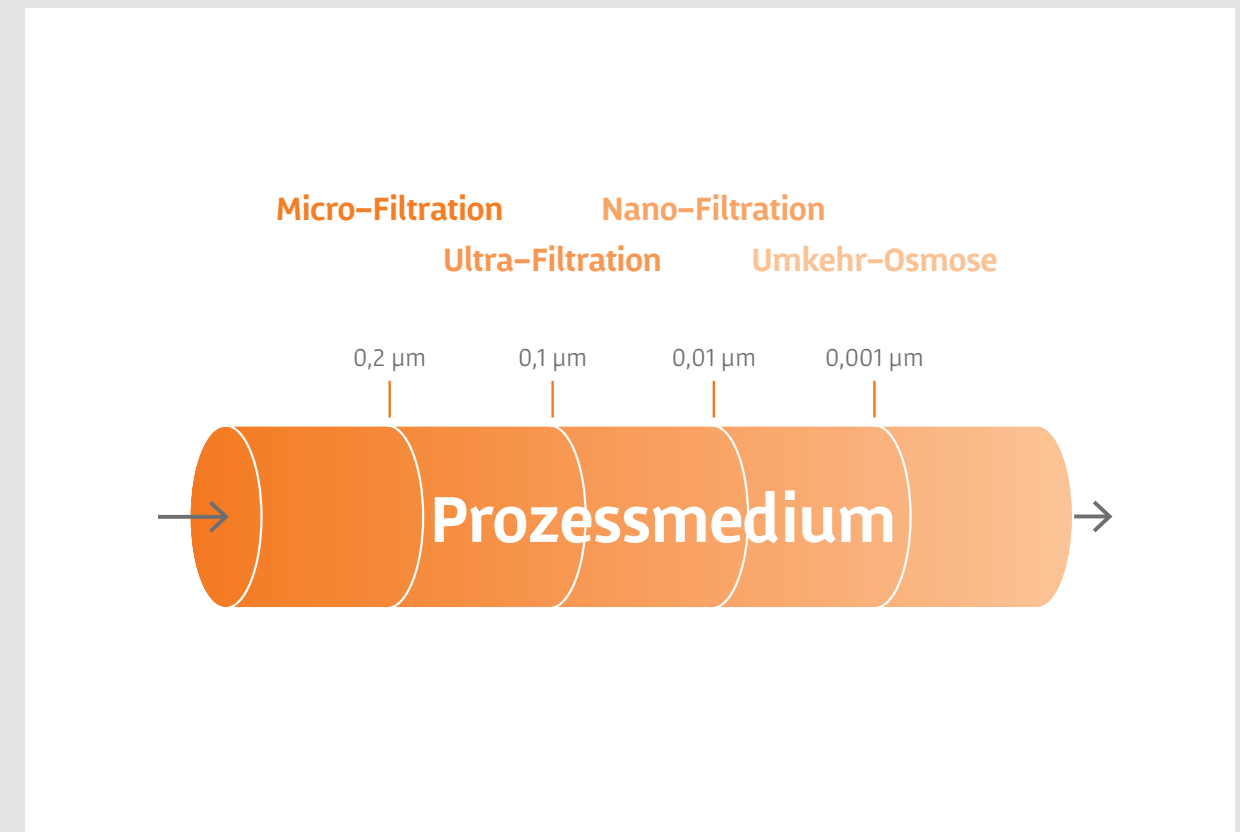 Micro–Filtration
Nano–Filtration
Ultra–Filtration
Umkehr–Osmose
0,2 µm
0,1 µm
0,01 µm
0,001 µm
Prozessmedium